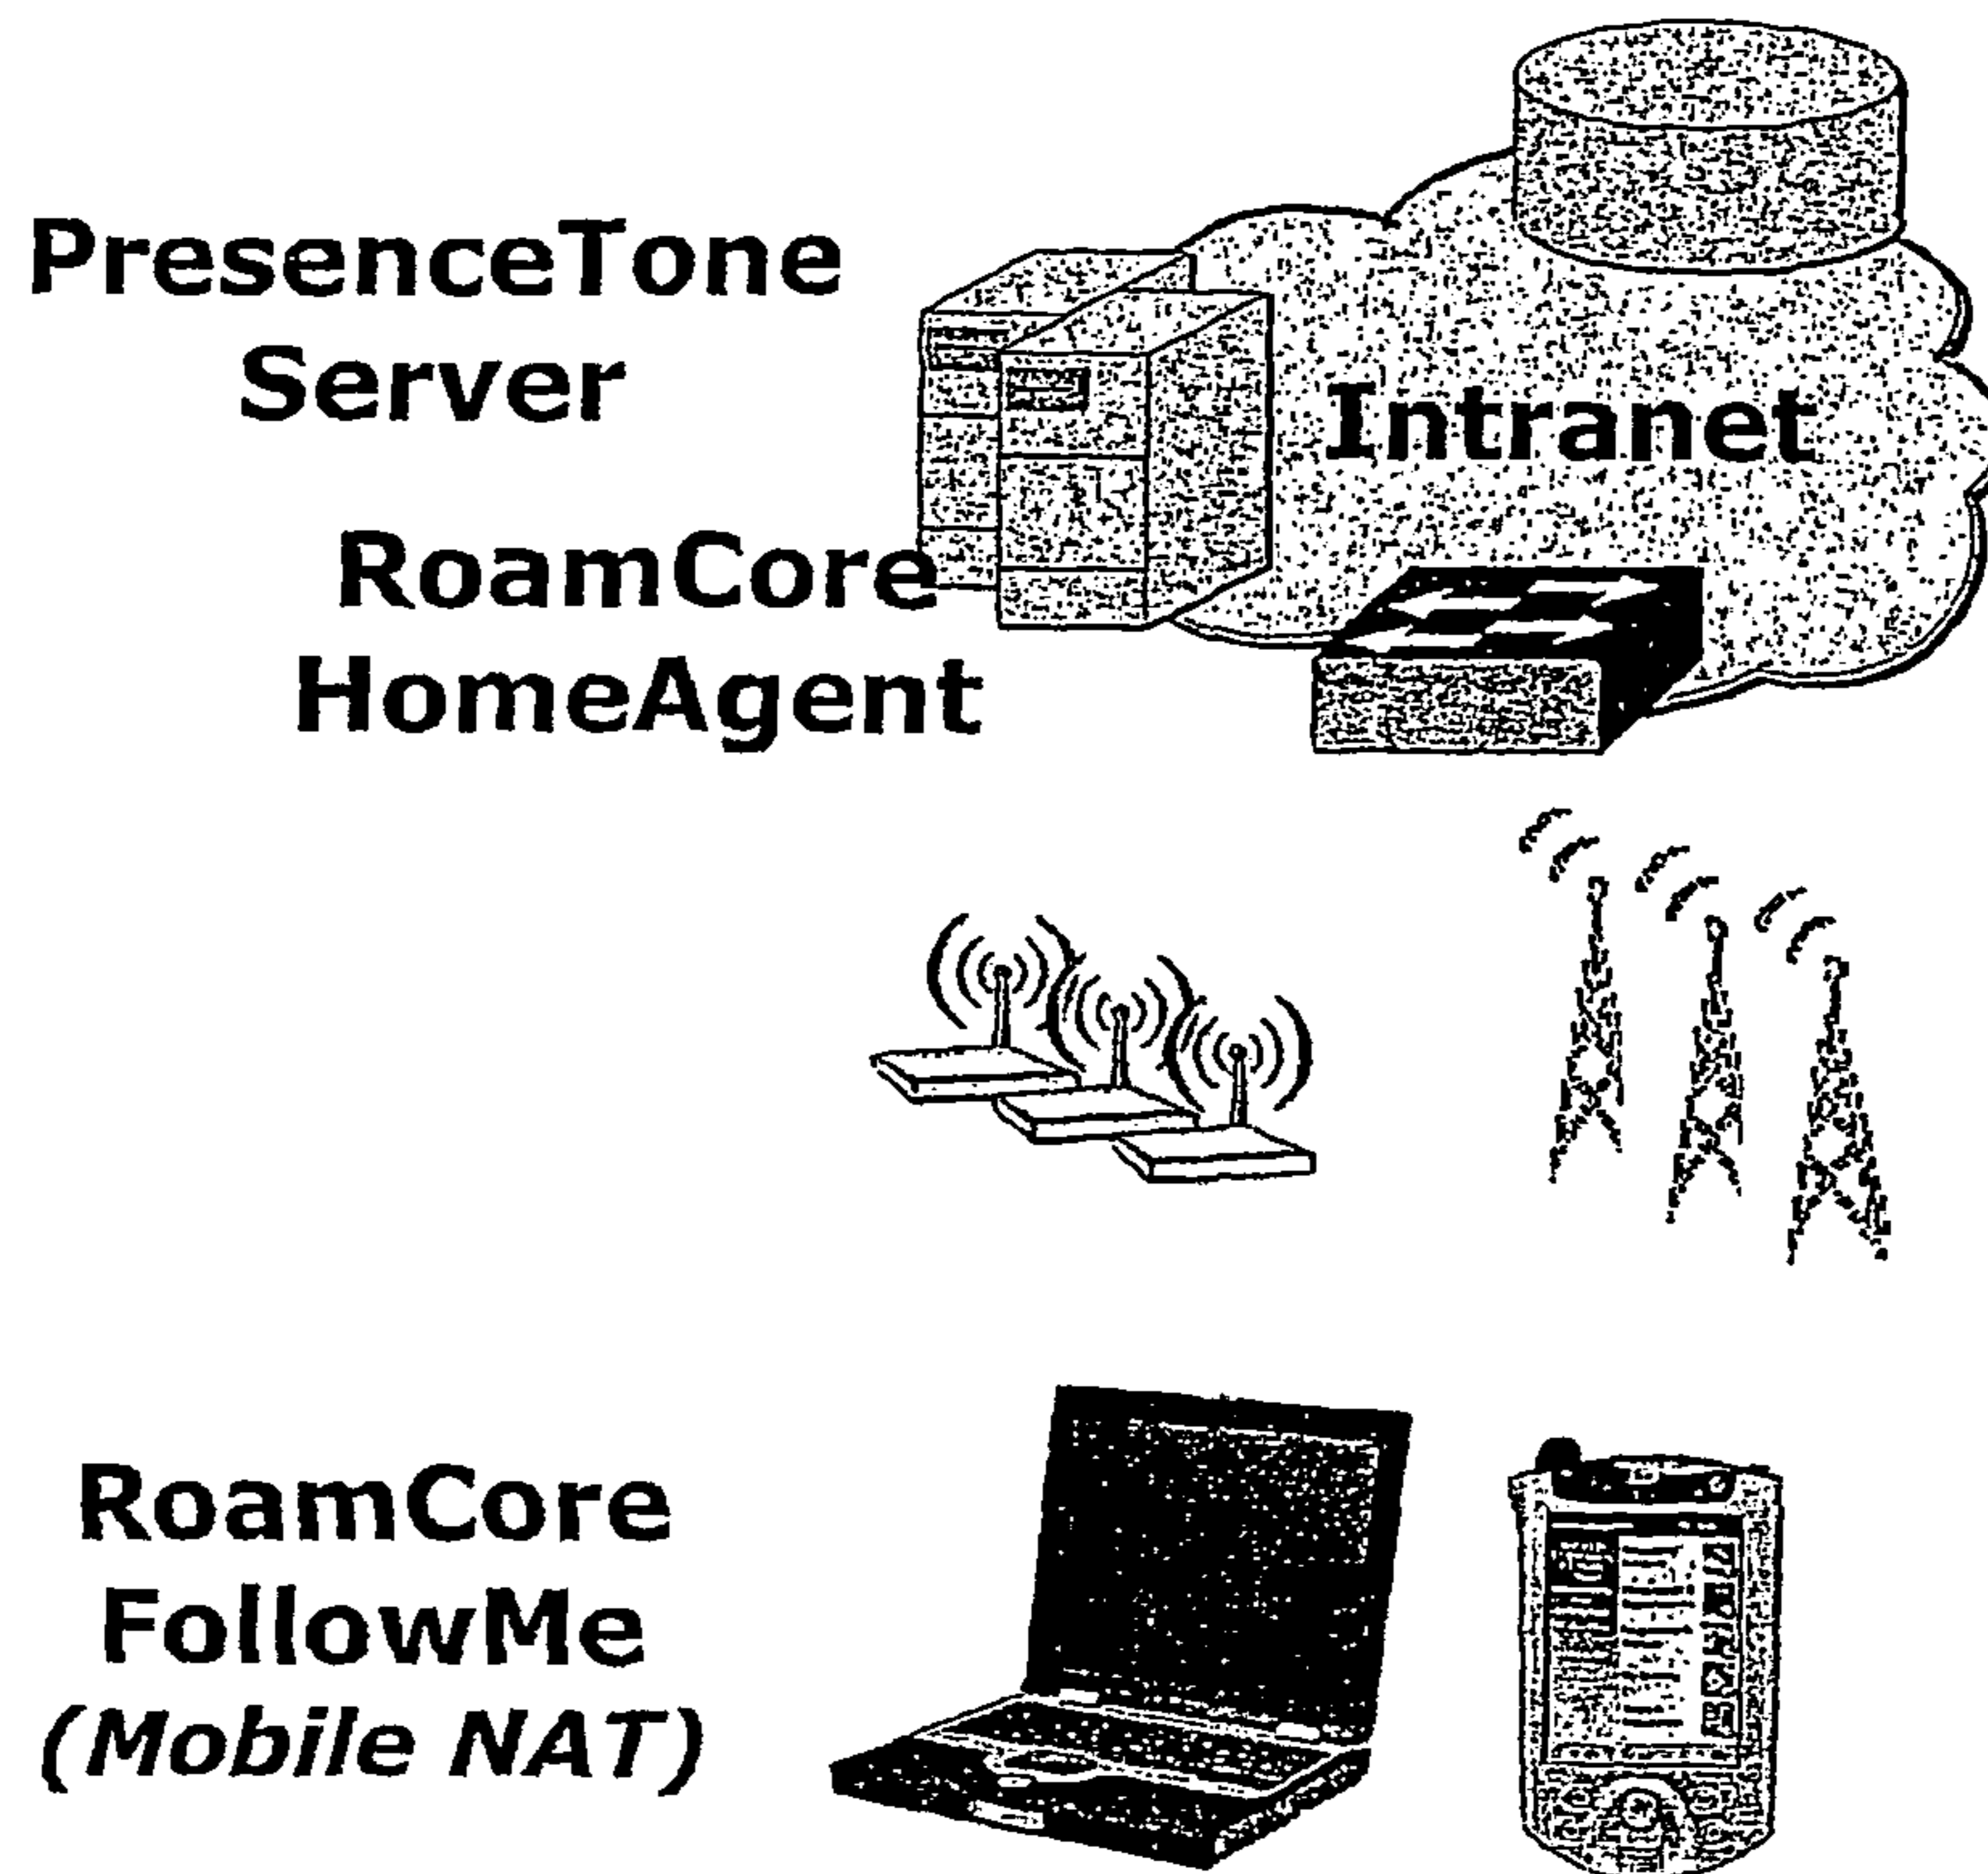 PresenceTone
Server
Intranet
RoamCore
HomeAgent
RoamCore
FollowMe
(Mobile NAT)